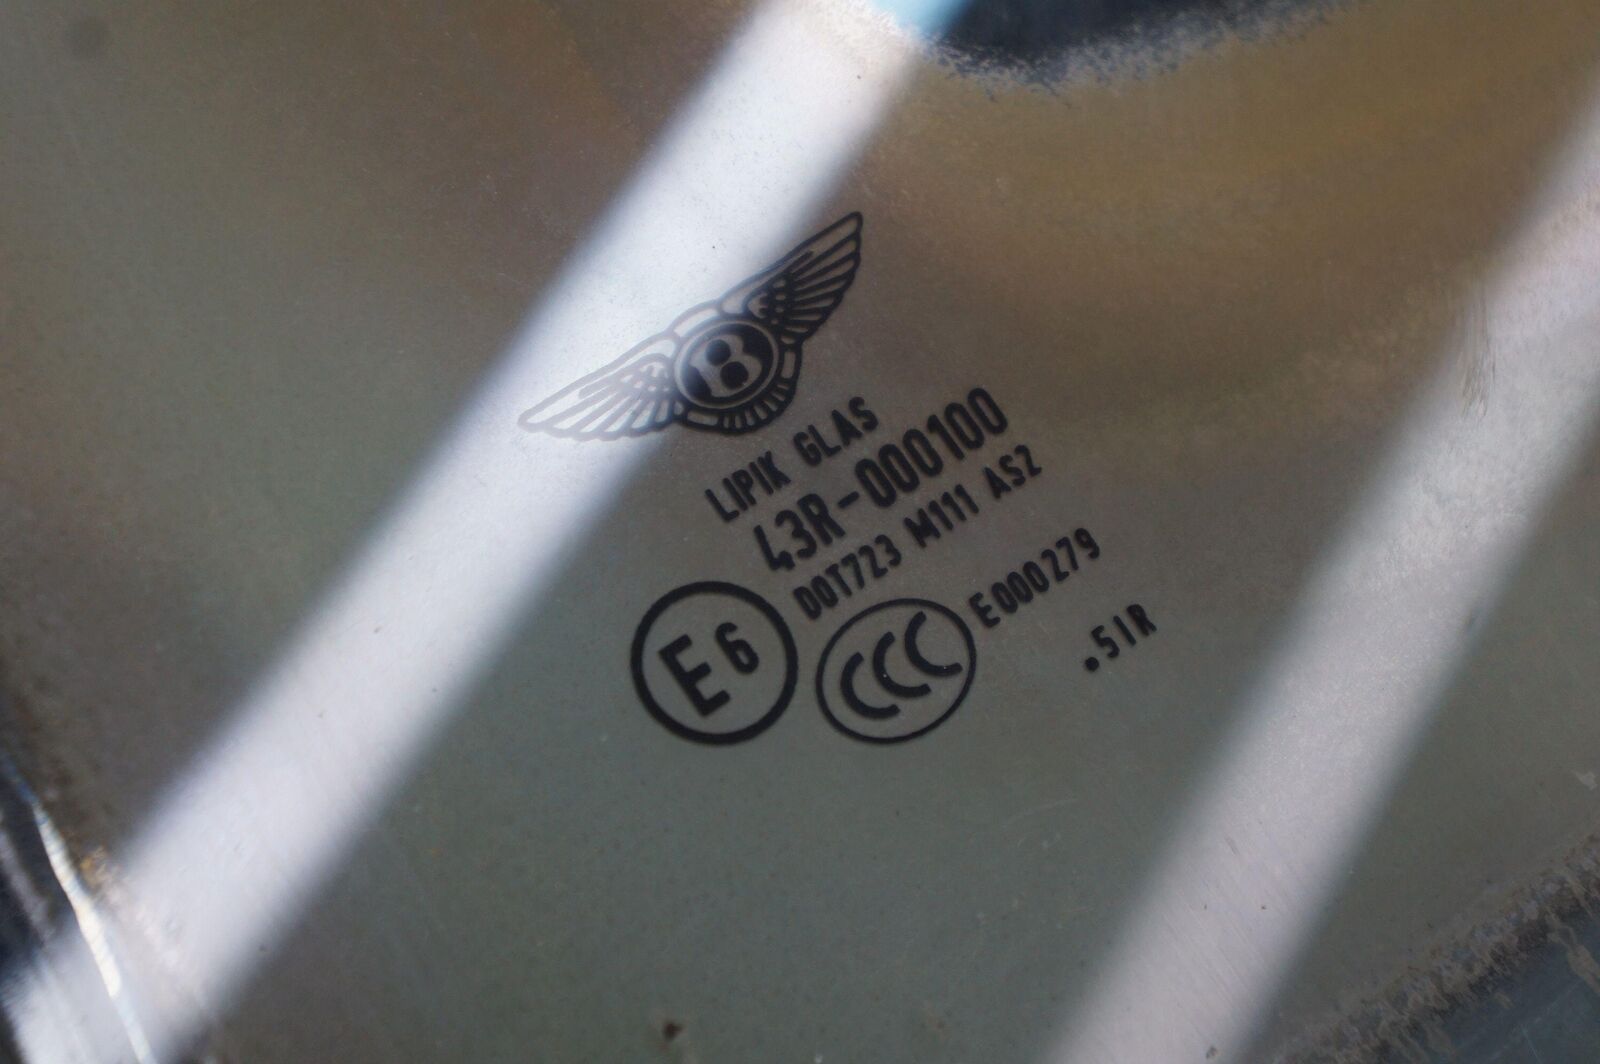 B
LIPIK GLAS
43R-000100
DOT723 M111 AS2
E6 CCC E000279
.51R